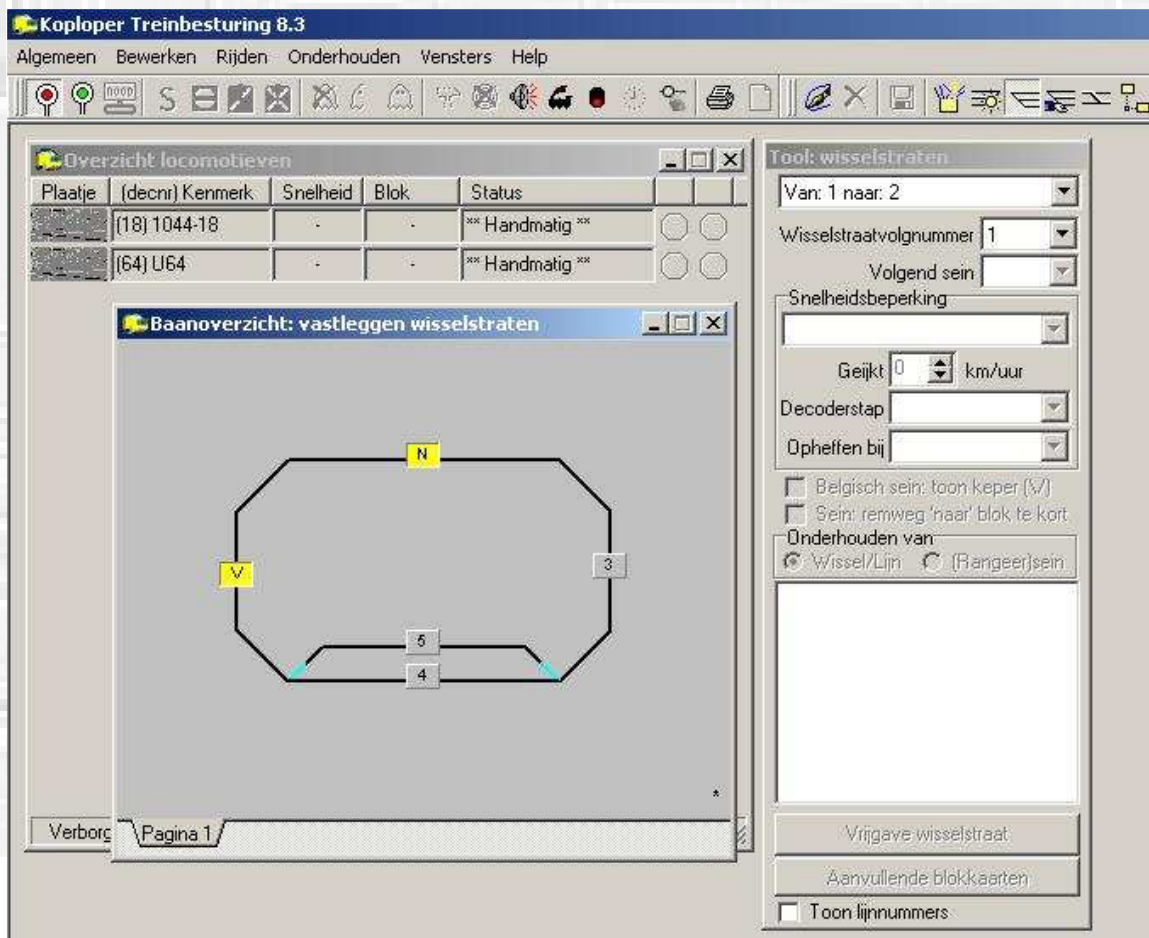 Koploper Treinbesturing 8.3
Algemeen Bewerken Rijden Onderhouden Vensters Help
NOOD S
Overzicht locomotieven
Plaatje (decnr) Kenmerk Snelheid Blok Status
(18) 1044-18 - - ** Handmatig **
(64) U64 - - ** Handmatig **
Baanoverzicht: vastleggen wisselstraten
N
V
3
5
4
*
Verborg
Pagina 1
Tool: wisselstraten
Van: 1 naar: 2
Wisselstraatvolgnummer 1
Volgend sein
Snelheidsbeperking
Geijkt 0 km/uur
Decoderstap
Opheffen bij
Belgisch sein: toon keper (V)
Sein: remweg 'naar' blok te kort
Onderhouden van
Wissel/Lijn (Rangeer)sein
Vrijgave wisselstraat
Aanvullende blokkaarten
Toon lijnnummers